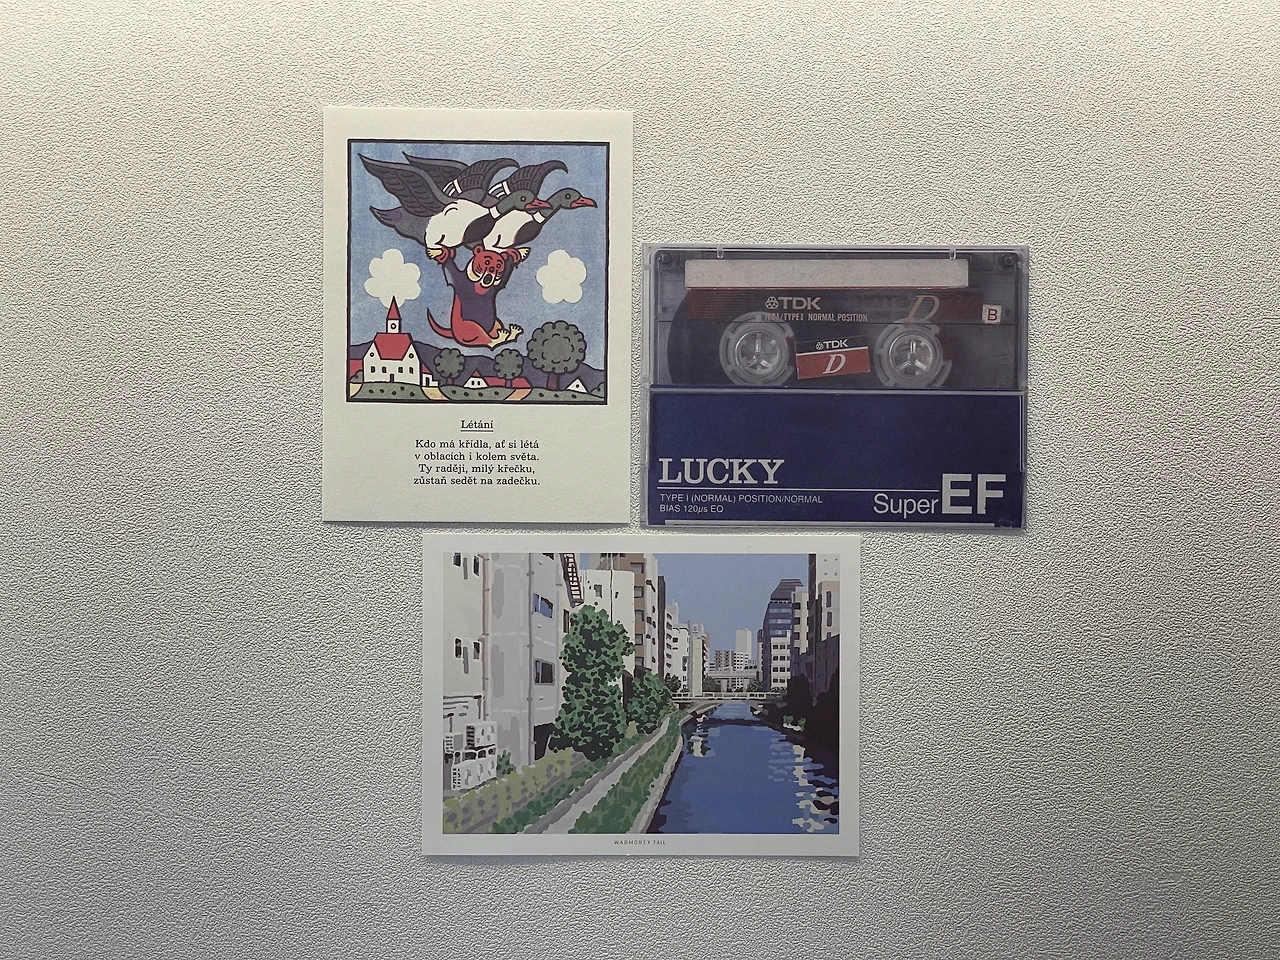 Létání
Kdo má křídla, ať si létá
v oblacích i kolem světa.
Ty raději, milý křečku,
zůstaň sedět na zadečku.
TDK
D
TYPE I NORMAL POSITION
B
TDK
D
LUCKY
TYPE I (NORMAL) POSITION/NORMAL
BIAS 120µs EQ
Super EF
WARMGREY TAIL